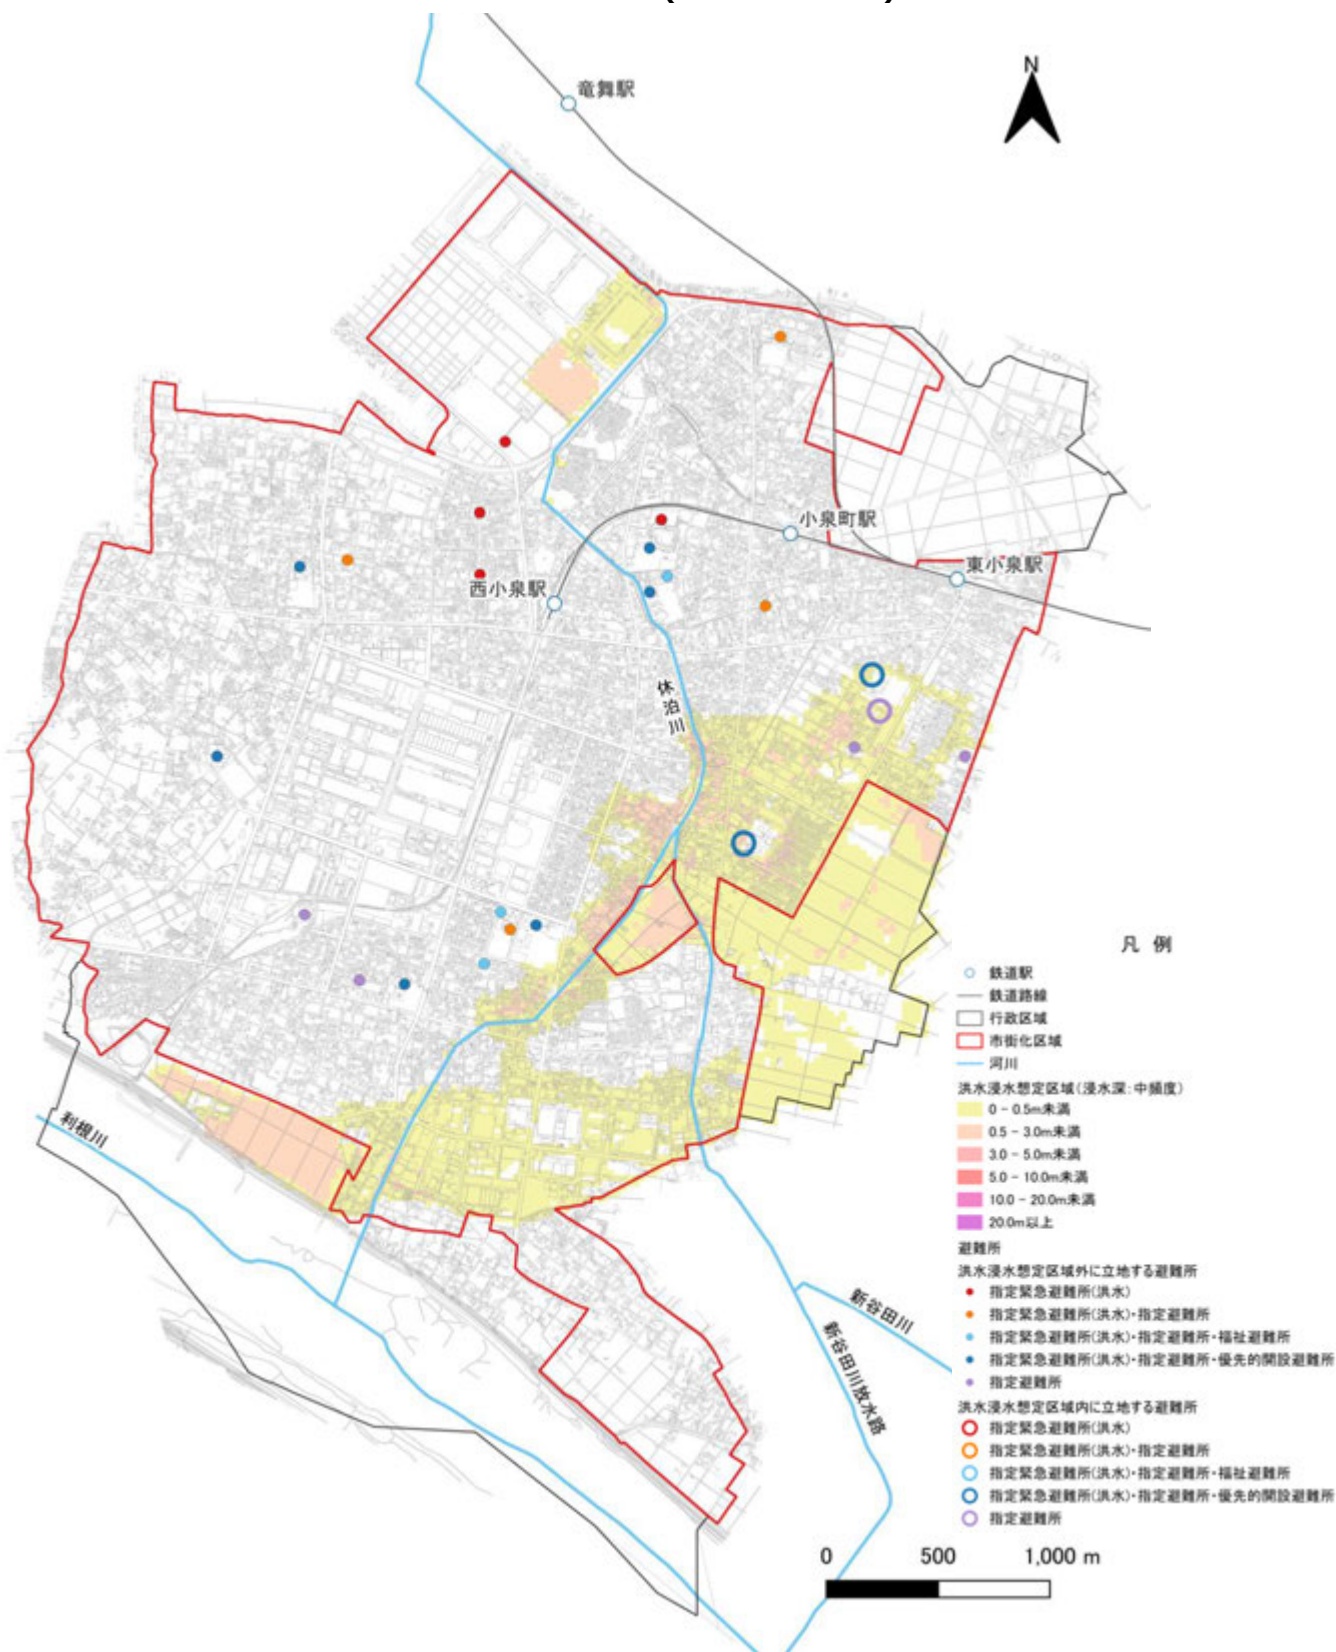 竜舞駅
N
小泉町駅
東小泉駅
西小泉駅
休泊川
利根川
新谷田川
新谷田川放水路
凡 例
鉄道駅
鉄道路線
行政区域
市街化区域
河川
洪水浸水想定区域(浸水深:中頻度)
0 - 0.5m未満
0.5 - 3.0m未満
3.0 - 5.0m未満
5.0 - 10.0m未満
10.0 - 20.0m未満
20.0m以上
避難所
洪水浸水想定区域外に立地する避難所
指定緊急避難所(洪水)
指定緊急避難所(洪水)・指定避難所
指定緊急避難所(洪水)・指定避難所・福祉避難所
指定緊急避難所(洪水)・指定避難所・優先的開設避難所
指定避難所
洪水浸水想定区域内に立地する避難所
指定緊急避難所(洪水)
指定緊急避難所(洪水)・指定避難所
指定緊急避難所(洪水)・指定避難所・福祉避難所
指定緊急避難所(洪水)・指定避難所・優先的開設避難所
指定避難所
0 500 1,000 m